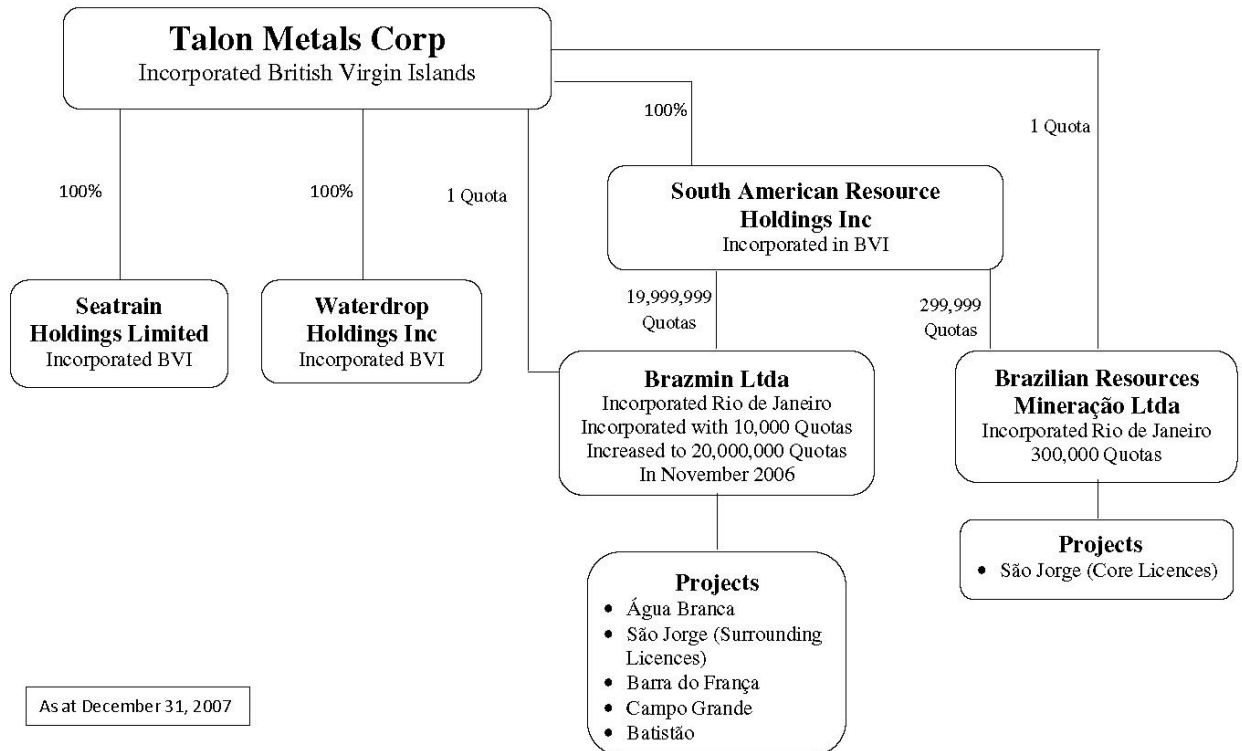 Talon Metals Corp
Incorporated British Virgin Islands
100%
100%
1 Quota
100%
1 Quota
South American Resource
Holdings Inc
Incorporated in BVI
19,999,999
Quotas
299,999
Quotas
Seatrain
Holdings Limited
Incorporated BVI
Waterdrop
Holdings Inc
Incorporated BVI
Brazmin Ltda
Incorporated Rio de Janeiro
Incorporated with 10,000 Quotas
Increased to 20,000,000 Quotas
In November 2006
Brazilian Resources
Mineração Ltda
Incorporated Rio de Janeiro
300,000 Quotas
Projects
• Água Branca
• São Jorge (Surrounding
Licences)
• Barra do França
• Campo Grande
• Batistão
Projects
• São Jorge (Core Licences)
As at December 31, 2007